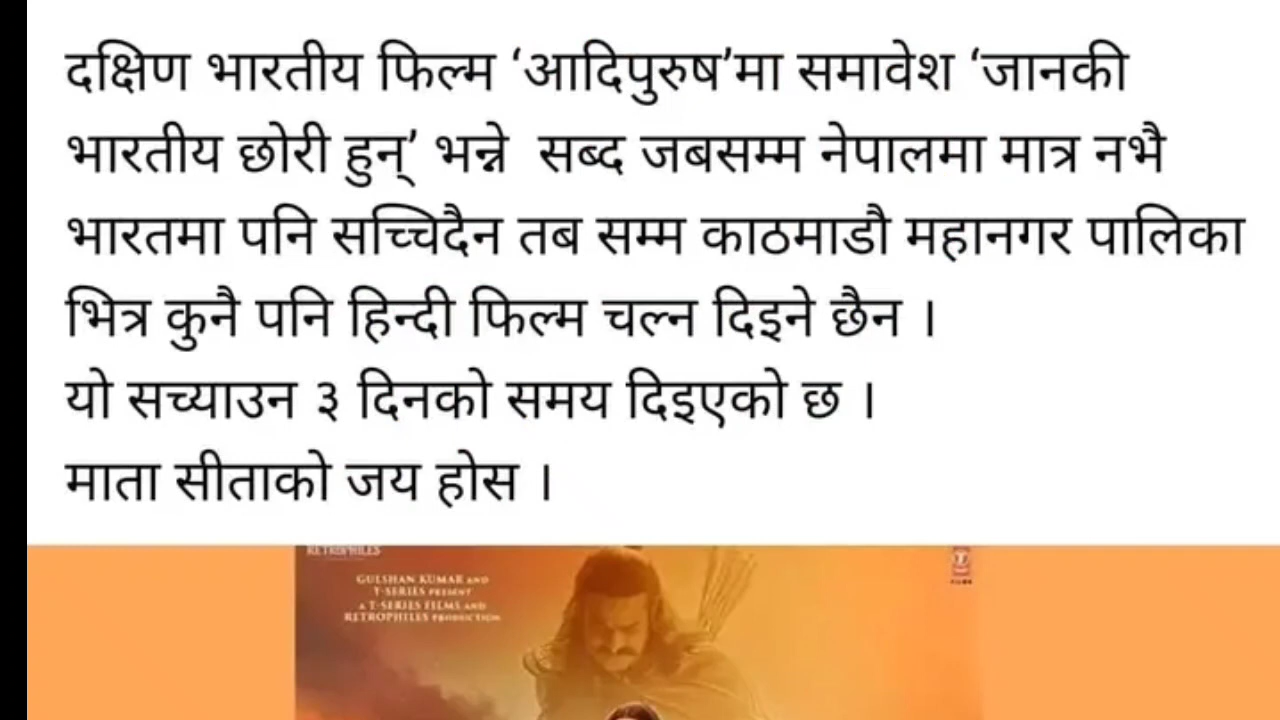 दक्षिण भारतीय फिल्म ‘आदिपुरुष’मा समावेश ‘जानकी
भारतीय छोरी हुन्’ भन्ने  सब्द जबसम्म नेपालमा मात्र नभै
भारतमा पनि सच्चिदैन तब सम्म काठमाडौ महानगर पालिका
भित्र कुनै पनि हिन्दी फिल्म चल्न दिइने छैन ।
यो सच्याउन ३ दिनको समय दिइएको छ ।
माता सीताको जय होस ।
RETROPHILES
GULSHAN KUMAR AND
T-SERIES PRESENT
A T-SERIES FILMS AND
RETROPHILES PRODUCTION